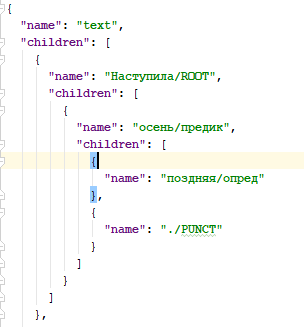 {
"name": "text",
"children": [
{
"name": "Наступила/ROOT",
"children": [
{
"name": "осень/предик",
"children": [
{
"name": "поздняя/опред"
},
{
"name": "./PUNCT"
}
]
}
]
},